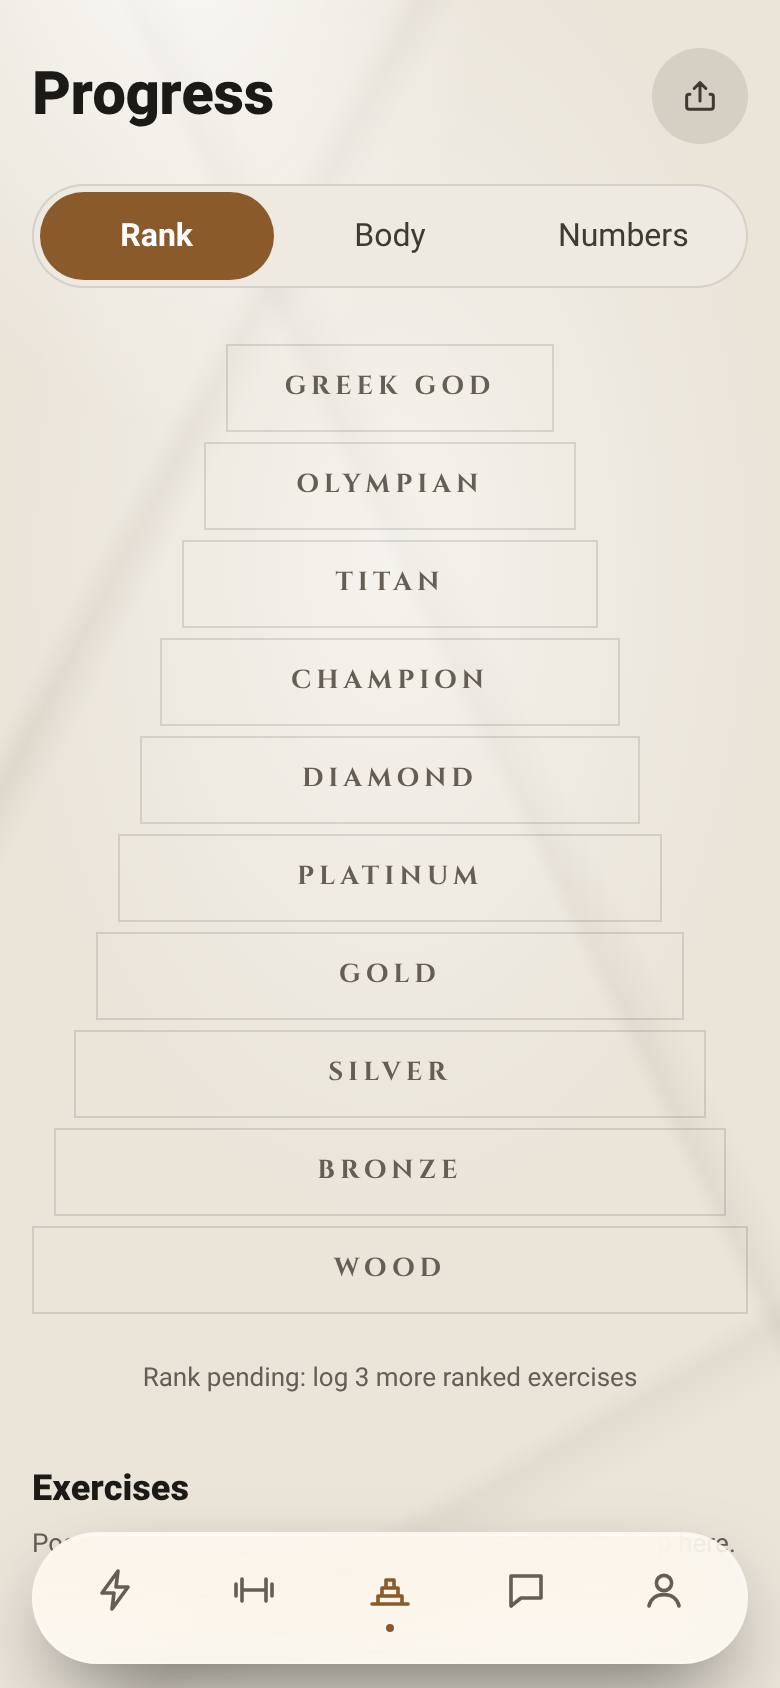 Progress
Rank
Body
Numbers
GREEK GOD
OLYMPIAN
TITAN
CHAMPION
DIAMOND
PLATINUM
GOLD
SILVER
BRONZE
WOOD
Rank pending: log 3 more ranked exercises
Exercises
here.